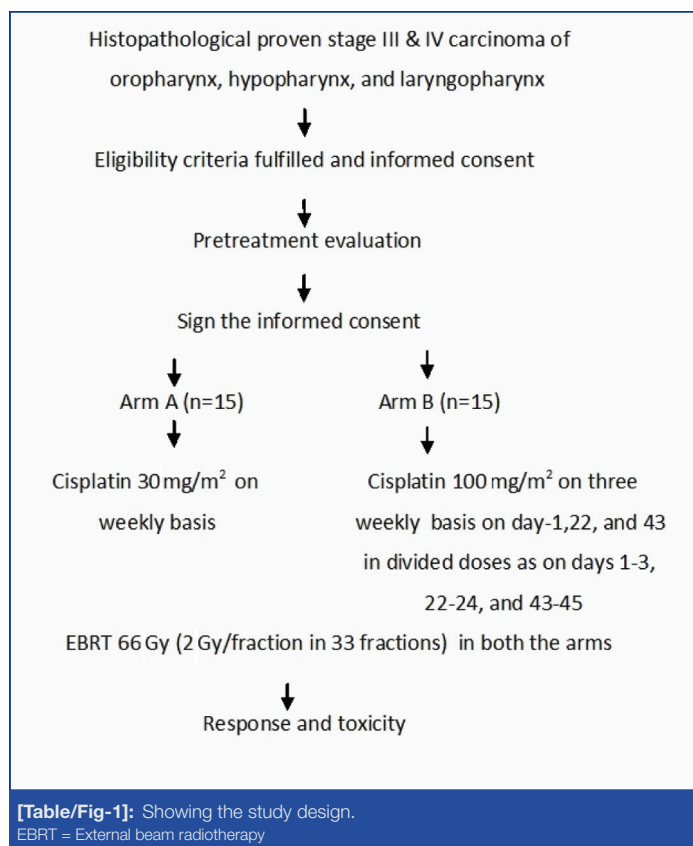 Histopathological proven stage III & IV carcinoma of
oropharynx, hypopharynx, and laryngopharynx
Eligibility criteria fulfilled and informed consent
Pretreatment evaluation
Sign the informed consent
Arm A (n=15)
Arm B (n=15)
Cisplatin 30 mg/m² on
weekly basis
Cisplatin 100 mg/m² on three
weekly basis on day-1,22, and 43
in divided doses as on days 1-3,
22-24, and 43-45
EBRT 66 Gy (2 Gy/fraction in 33 fractions) in both the arms
Response and toxicity
[Table/Fig-1]: Showing the study design.
EBRT = External beam radiotherapy